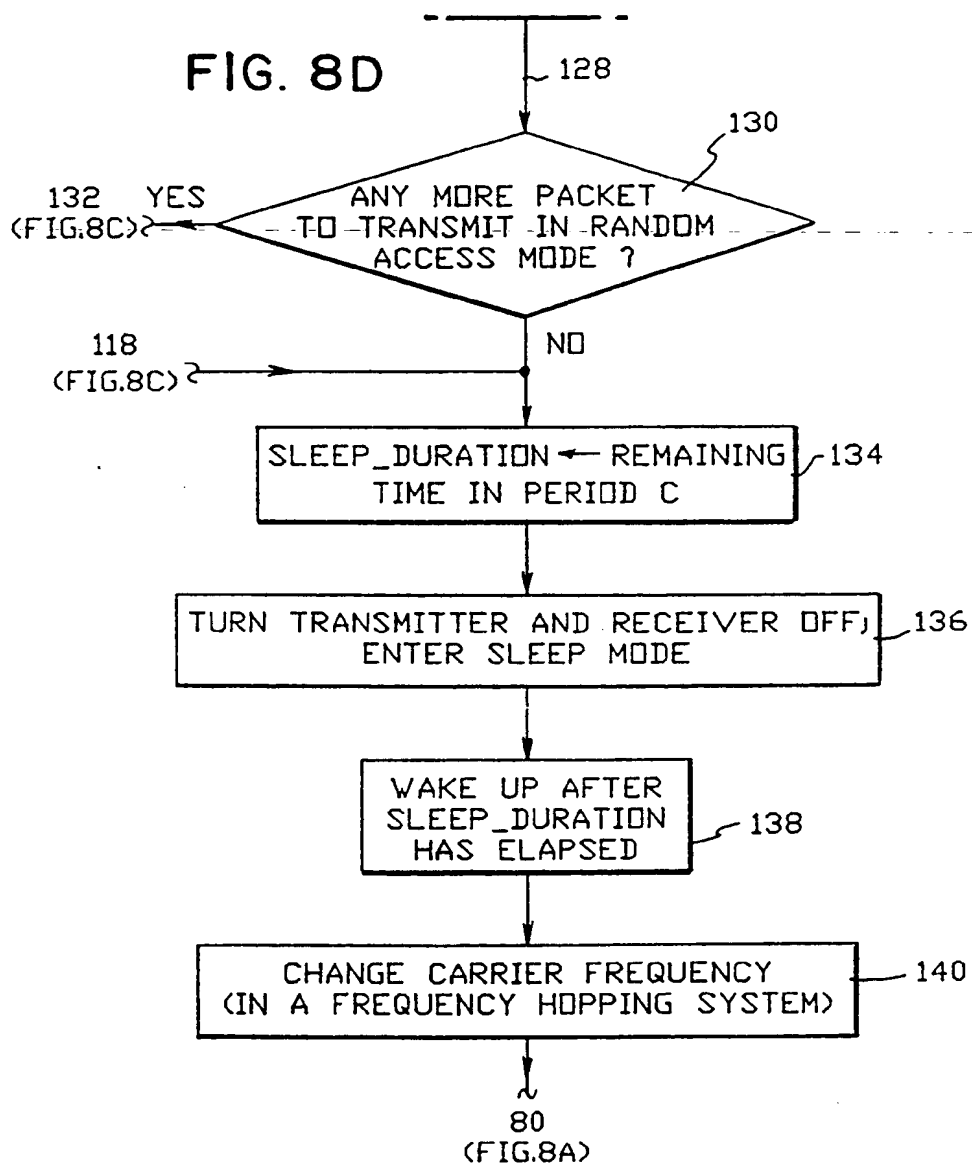 FIG. 8D
128
130
132 YES
(FIG.8C)
ANY MORE PACKET
TO TRANSMIT IN RANDOM
ACCESS MODE ?
NO
118
(FIG.8C)
SLEEP_DURATION ← REMAINING
TIME IN PERIOD C
134
TURN TRANSMITTER AND RECEIVER OFF;
ENTER SLEEP MODE
136
WAKE UP AFTER
SLEEP_DURATION
HAS ELAPSED
138
CHANGE CARRIER FREQUENCY
(IN A FREQUENCY HOPPING SYSTEM)
140
80
(FIG.8A)